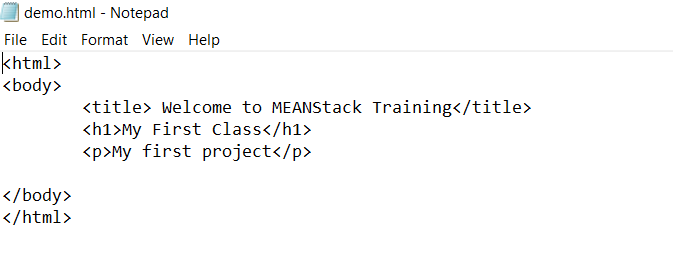 demo.html - Notepad
File Edit Format View Help
<html>
<body>
<title> Welcome to MEANStack Training</title>
<h1>My First Class</h1>
<p>My first project</p>
</body>
</html>